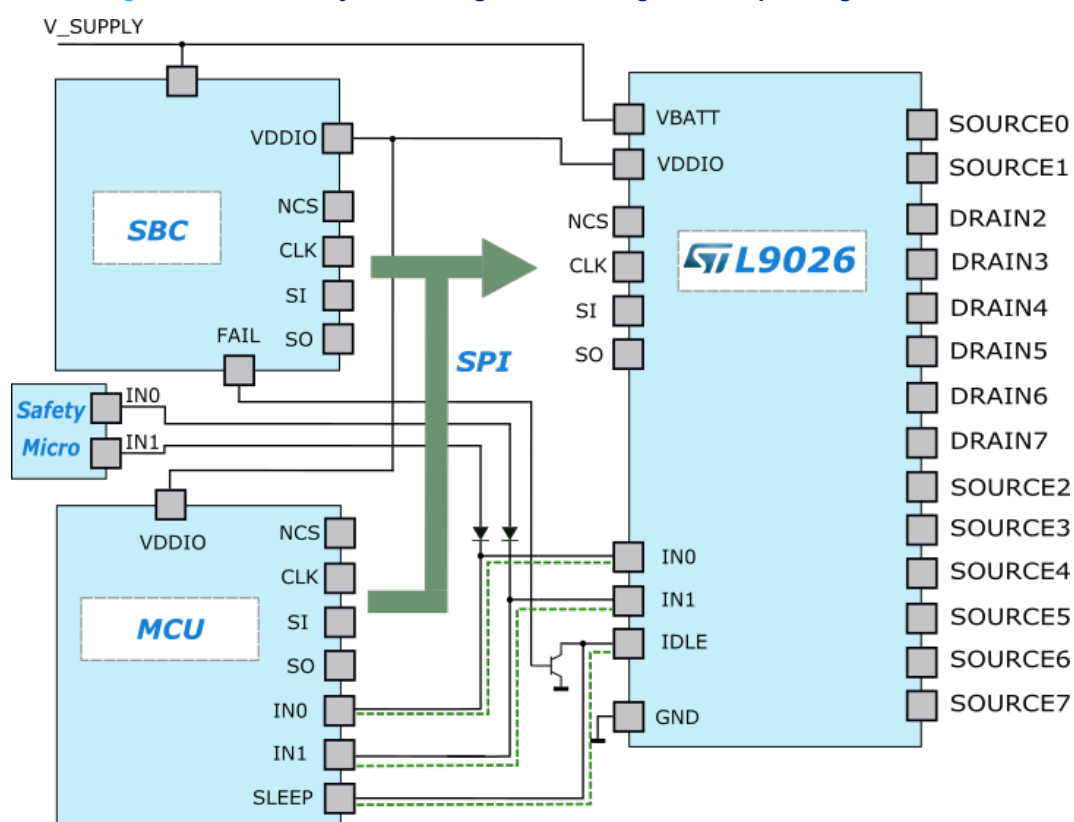 V_SUPPLY
VDDIO
NCS
CLK
SI
SO
SBC
FAIL
Safety
Micro
IN0
IN1
VDDIO
NCS
CLK
SI
SO
IN0
IN1
SLEEP
MCU
SPI
VBATT
VDDIO
NCS
CLK
SI
SO
IN0
IN1
IDLE
GND
ST L9026
SOURCE0
SOURCE1
DRAIN2
DRAIN3
DRAIN4
DRAIN5
DRAIN6
DRAIN7
SOURCE2
SOURCE3
SOURCE4
SOURCE5
SOURCE6
SOURCE7